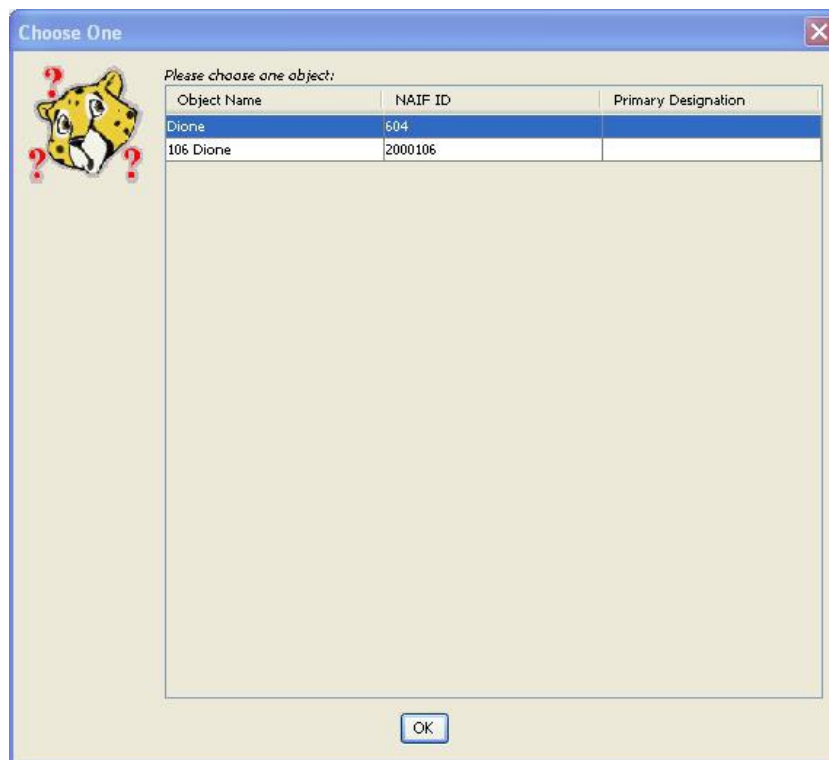 Choose One
Please choose one object:
Object Name NAIF ID Primary Designation
Dione 604
106 Dione 2000106
? ? ?
OK